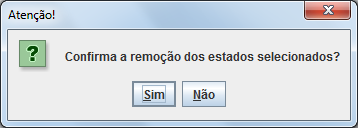 Atenção!
?
Confirma a remoção dos estados selecionados?
Sim Não